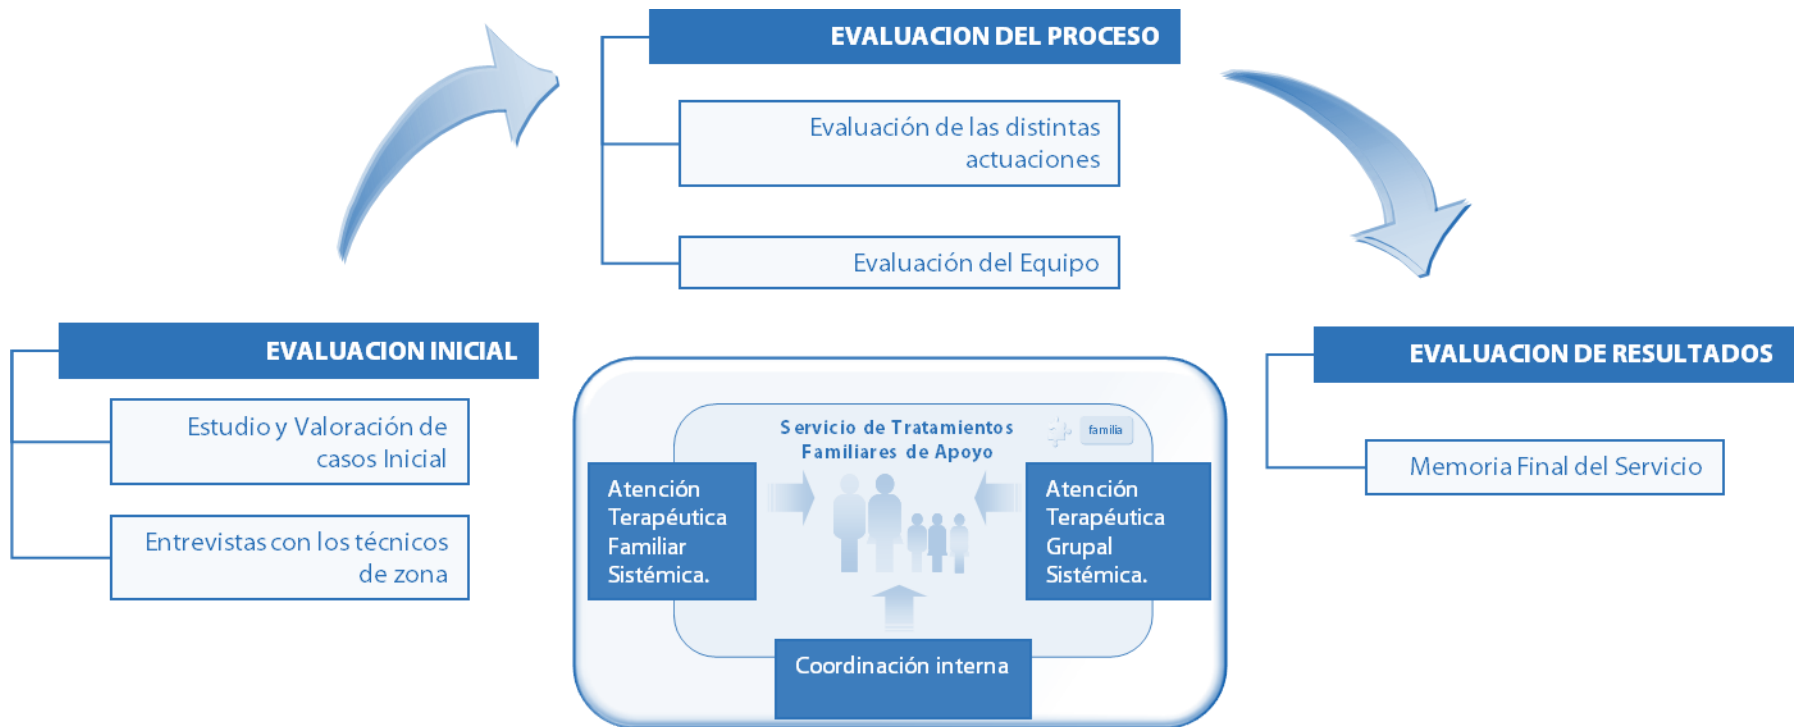 EVALUACION DEL PROCESO
Evaluación de las distintas
actuaciones
Evaluación del Equipo
EVALUACION INICIAL
Estudio y Valoración de
casos Inicial
Entrevistas con los técnicos
de zona
Servicio de Tratamientos
Familiares de Apoyo
familia
Atención
Terapéutica
Familiar
Sistémica.
Atención
Terapéutica
Grupal
Sistémica.
Coordinación interna
EVALUACION DE RESULTADOS
Memoria Final del Servicio